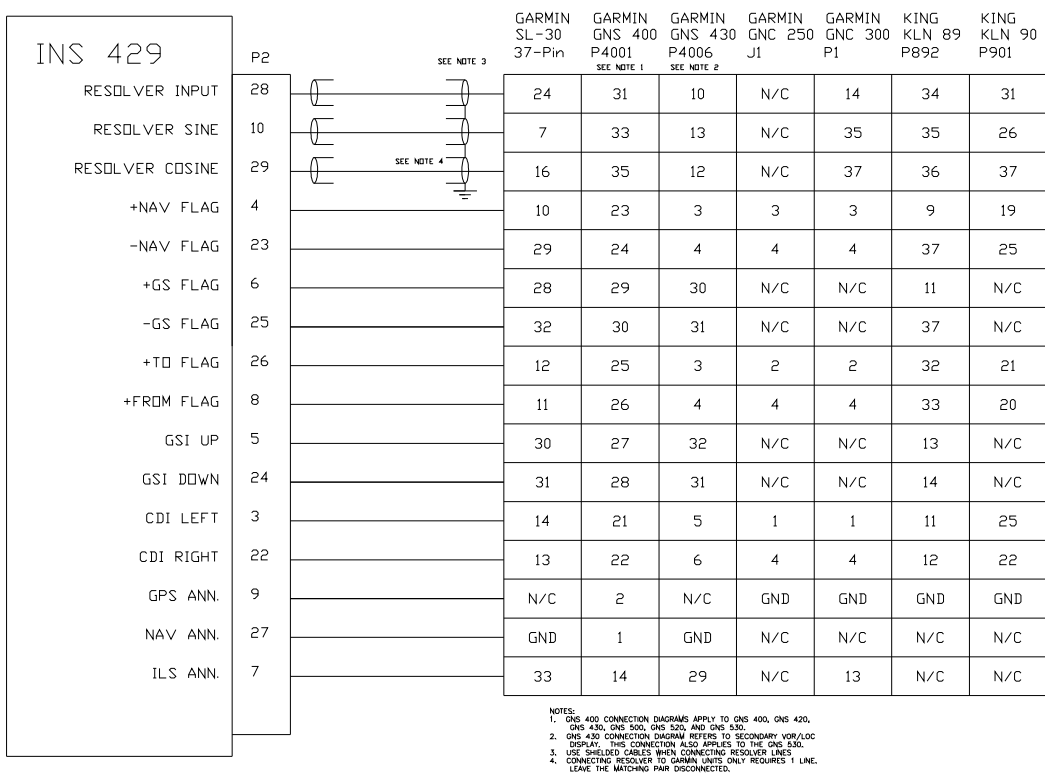 GARMIN GARMIN GARMIN GARMIN GARMIN KING KING
SL-30 GNS 400 GNS 430 GNC 250 GNC 300 KLN 89 KLN 90
INS 429 P2 37-Pin P4001 P4006 J1 P1 P892 P901
SEE NOTE 3 SEE NOTE 1 SEE NOTE 2
RESOLVER INPUT 28 24 31 10 N/C 14 34 31
RESOLVER SINE 10 7 33 13 N/C 35 35 26
RESOLVER COSINE 29 SEE NOTE 4 16 35 12 N/C 37 36 37
+NAV FLAG 4 10 23 3 3 3 9 19
-NAV FLAG 23 29 24 4 4 4 37 25
+GS FLAG 6 28 29 30 N/C N/C 11 N/C
-GS FLAG 25 32 30 31 N/C N/C 37 N/C
+TO FLAG 26 12 25 3 2 2 32 21
+FROM FLAG 8 11 26 4 4 4 33 20
GSI UP 5 30 27 32 N/C N/C 13 N/C
GSI DOWN 24 31 28 31 N/C N/C 14 N/C
CDI LEFT 3 14 21 5 1 1 11 25
CDI RIGHT 22 13 22 6 4 4 12 22
GPS ANN. 9 N/C 2 N/C GND GND GND GND
NAV ANN. 27 GND 1 GND N/C N/C N/C N/C
ILS ANN. 7 33 14 29 N/C 13 N/C N/C
NOTES:
1. GNS 400 CONNECTION DIAGRAMS APPLY TO GNS 400, GNS 420,
GNS 430, GNS 500, GNS 520, AND GNS 530.
2. GNS 430 CONNECTION DIAGRAM REFERS TO SECONDARY VOR/LOC
DISPLAY. THIS CONNECTION ALSO APPLIES TO THE GNS 530.
3. USE SHIELDED CABLES WHEN CONNECTING RESOLVER LINES
4. CONNECTING RESOLVER TO GARMIN UNITS ONLY REQUIRES 1 LINE.
LEAVE THE MATCHING PAIR DISCONNECTED.